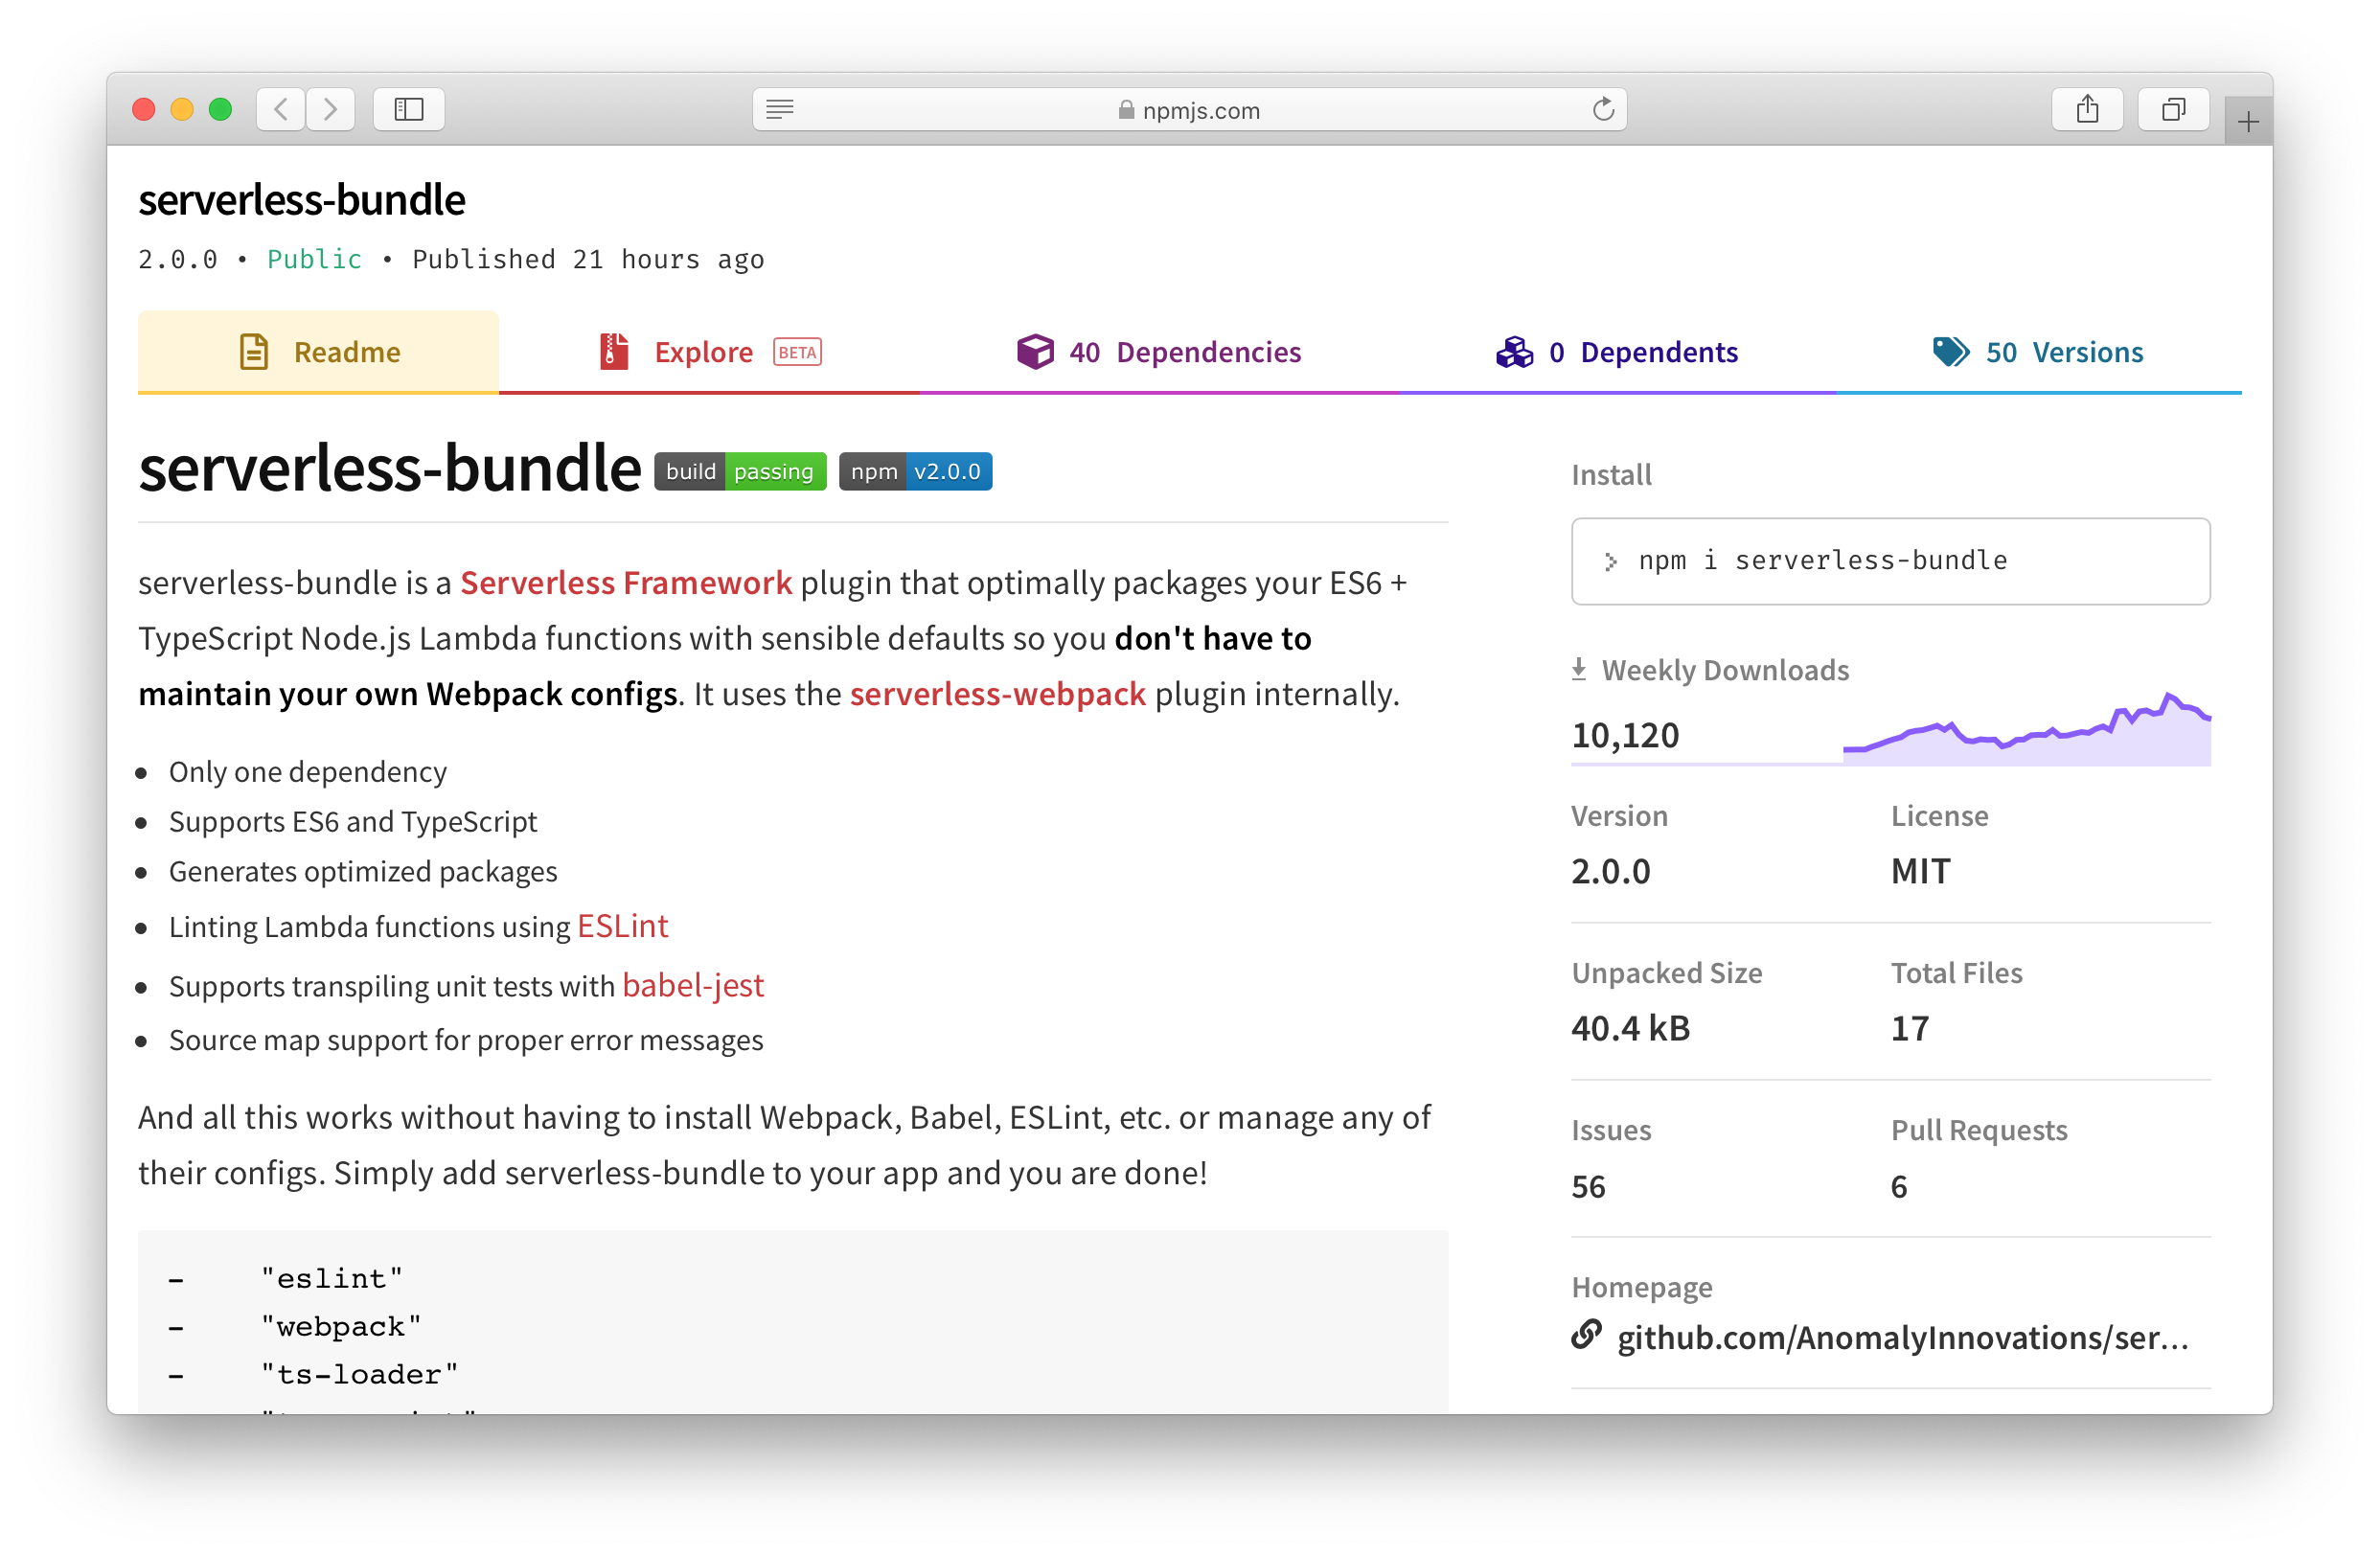 npmjs.com
serverless-bundle
2.0.0 • Public • Published 21 hours ago
Readme
Explore BETA
40 Dependencies
0 Dependents
50 Versions
serverless-bundle build passing npm v2.0.0
serverless-bundle is a Serverless Framework plugin that optimally packages your ES6 +
TypeScript Node.js Lambda functions with sensible defaults so you don't have to
maintain your own Webpack configs. It uses the serverless-webpack plugin internally.
• Only one dependency
• Supports ES6 and TypeScript
• Generates optimized packages
• Linting Lambda functions using ESLint
• Supports transpiling unit tests with babel-jest
• Source map support for proper error messages
And all this works without having to install Webpack, Babel, ESLint, etc. or manage any of
their configs. Simply add serverless-bundle to your app and you are done!
- "eslint"
- "webpack"
- "ts-loader"
Install
> npm i serverless-bundle
Weekly Downloads
10,120
Version
2.0.0
License
MIT
Unpacked Size
40.4 kB
Total Files
17
Issues
56
Pull Requests
6
Homepage
github.com/AnomalyInnovations/ser...